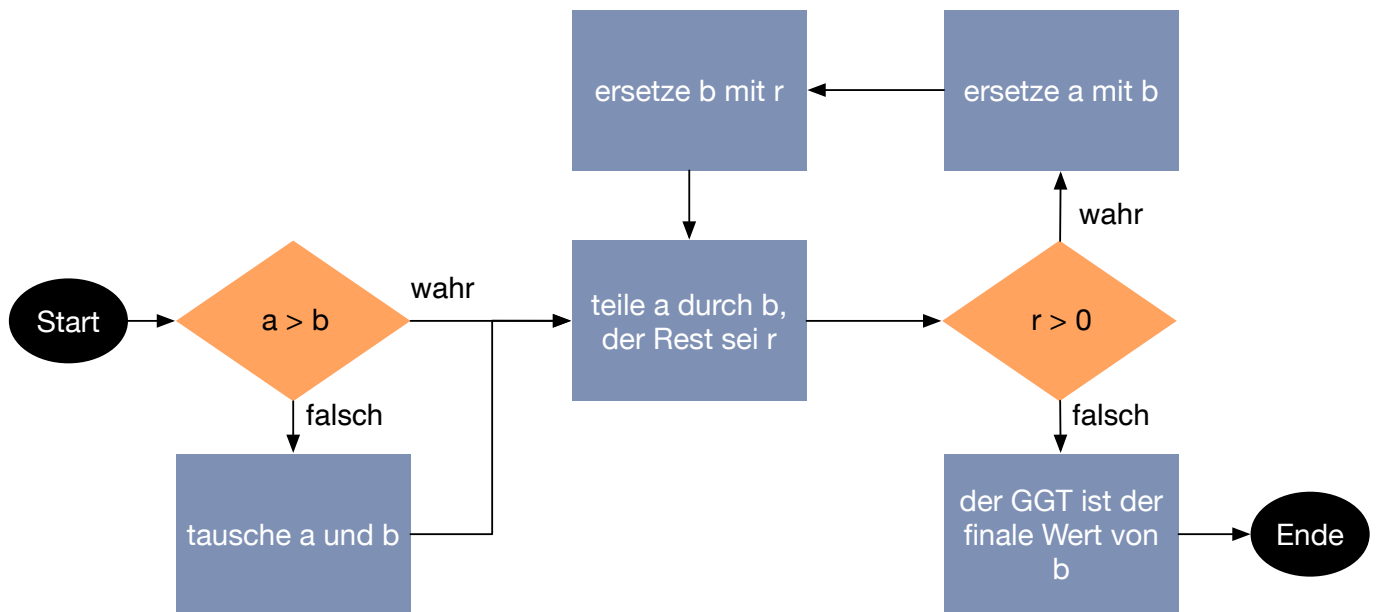 ersetze b mit r
ersetze a mit b
wahr
Start
a > b
wahr
teile a durch b,
der Rest sei r
r > 0
falsch
falsch
tausche a und b
der GGT ist der
finale Wert von
b
Ende